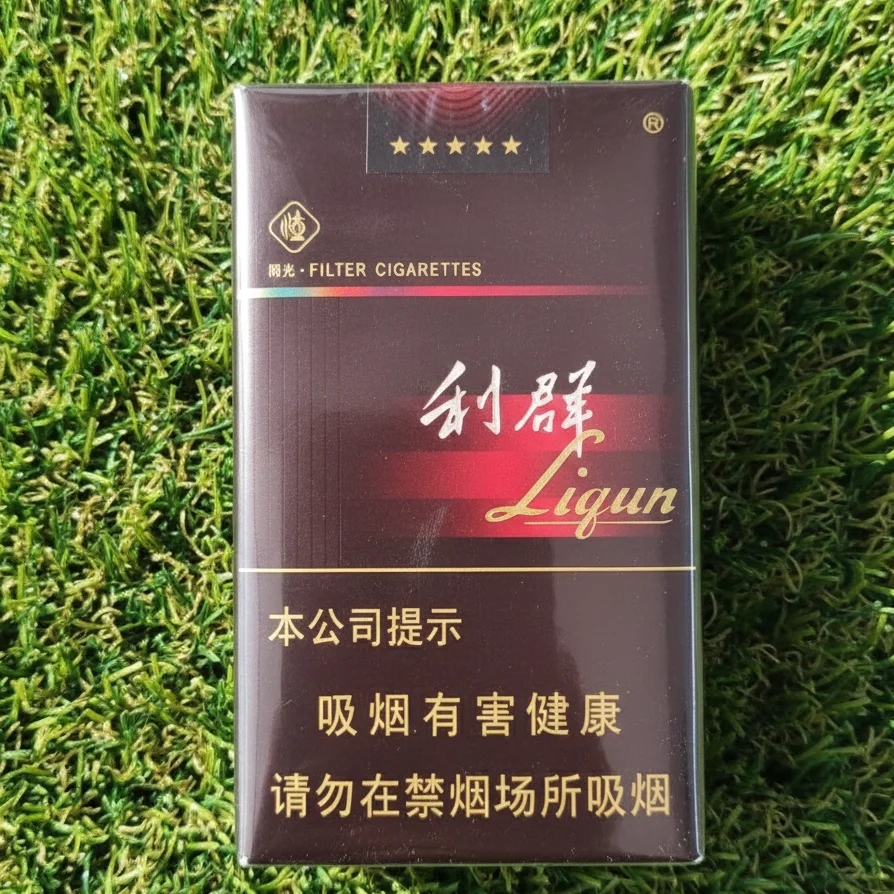 ®
光·FILTER CIGARETTES
利群
Liqun
本公司提示
吸烟有害健康
请勿在禁烟场所吸烟